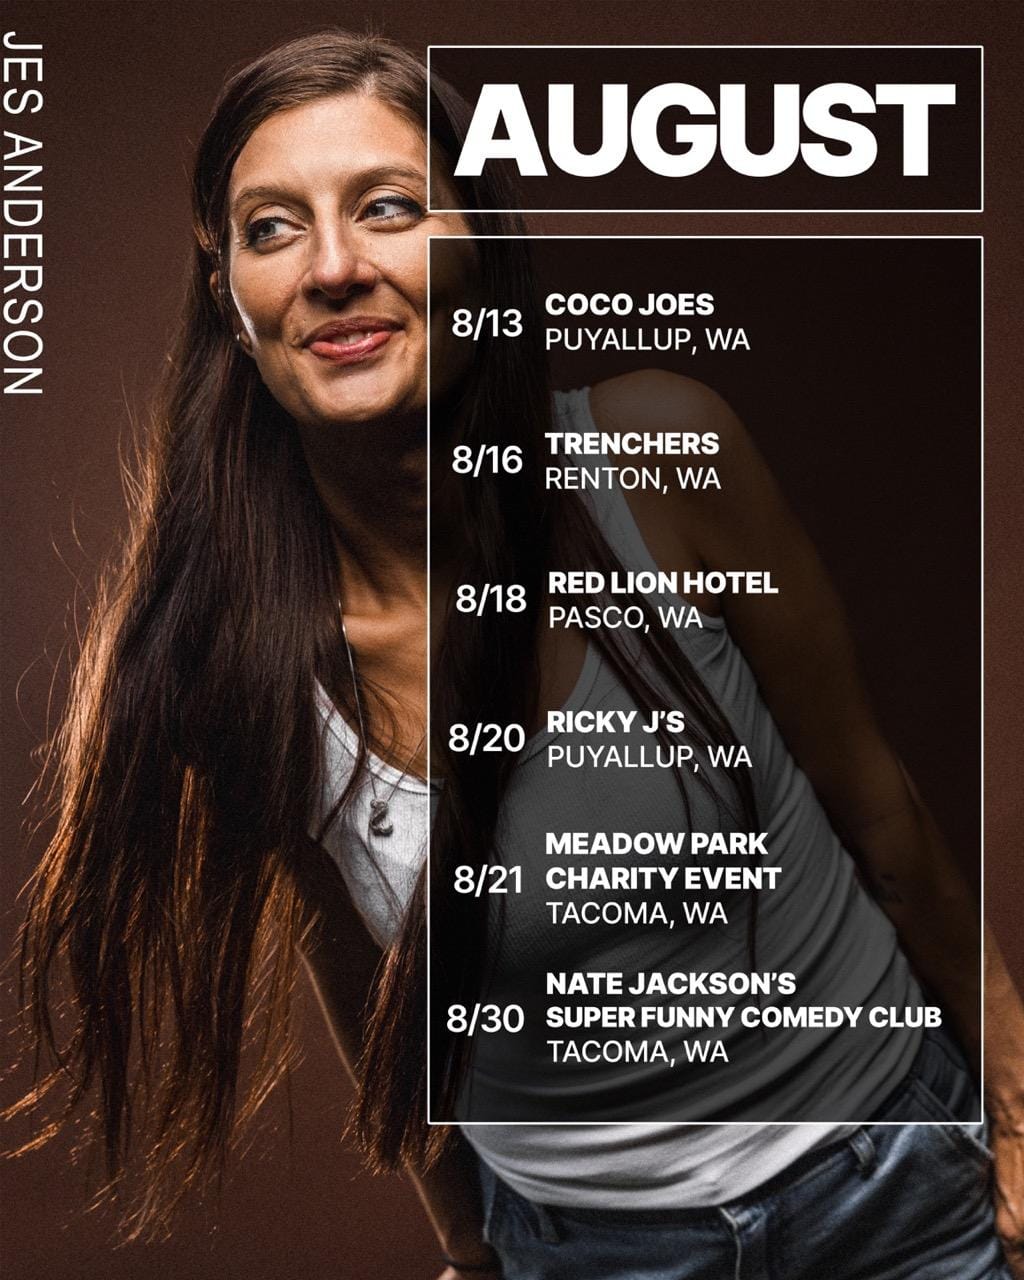 JES ANDERSON
AUGUST
8/13
COCO JOES
PUYALLUP, WA
8/16
TRENCHERS
RENTON, WA
8/18
RED LION HOTEL
PASCO, WA
8/20
RICKY J'S
PUYALLUP, WA
8/21
MEADOW PARK
CHARITY EVENT
TACOMA, WA
8/30
NATE JACKSON'S
SUPER FUNNY COMEDY CLUB
TACOMA, WA